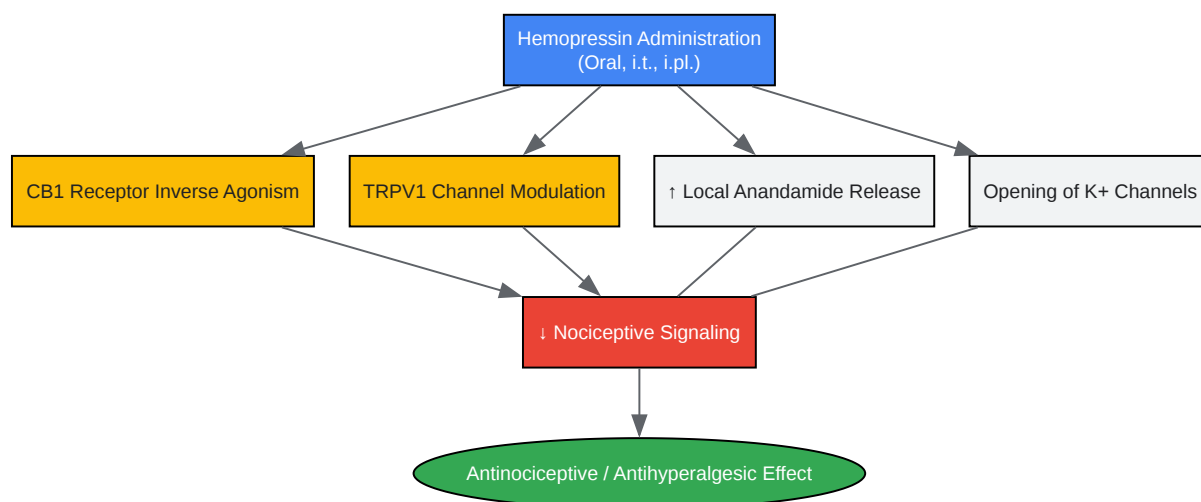 Hemopressin Administration
(Oral, i.t., i.pl.)
CB1 Receptor Inverse Agonism
TRPV1 Channel Modulation
↑ Local Anandamide Release
Opening of K+ Channels
↓ Nociceptive Signaling
Antinociceptive / Antihyperalgesic Effect